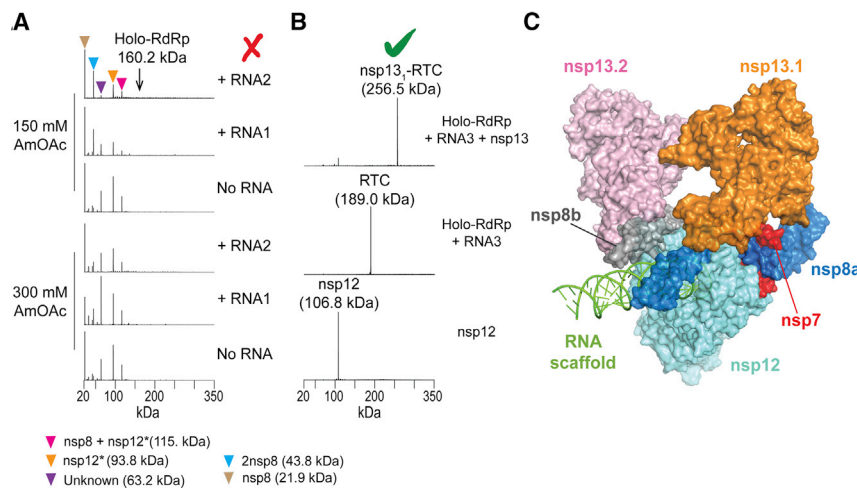 A
Holo-RdRp
160.2 kDa
+ RNA2
150 mM
AmOAc
+ RNA1
No RNA
+ RNA2
300 mM
AmOAc
+ RNA1
No RNA
20 100 200 350
kDa
nsp8 + nsp12*(115. kDa)
nsp12* (93.8 kDa)
Unknown (63.2 kDa)
2nsp8 (43.8 kDa)
nsp8 (21.9 kDa)
B
nsp13₁-RTC
(256.5 kDa)
Holo-RdRp
+ RNA3 + nsp13
RTC
(189.0 kDa)
Holo-RdRp
+ RNA3
nsp12
(106.8 kDa)
nsp12
20 100 200 350
kDa
C
nsp13.2
nsp13.1
nsp8b
nsp8a
nsp7
RNA
scaffold
nsp12